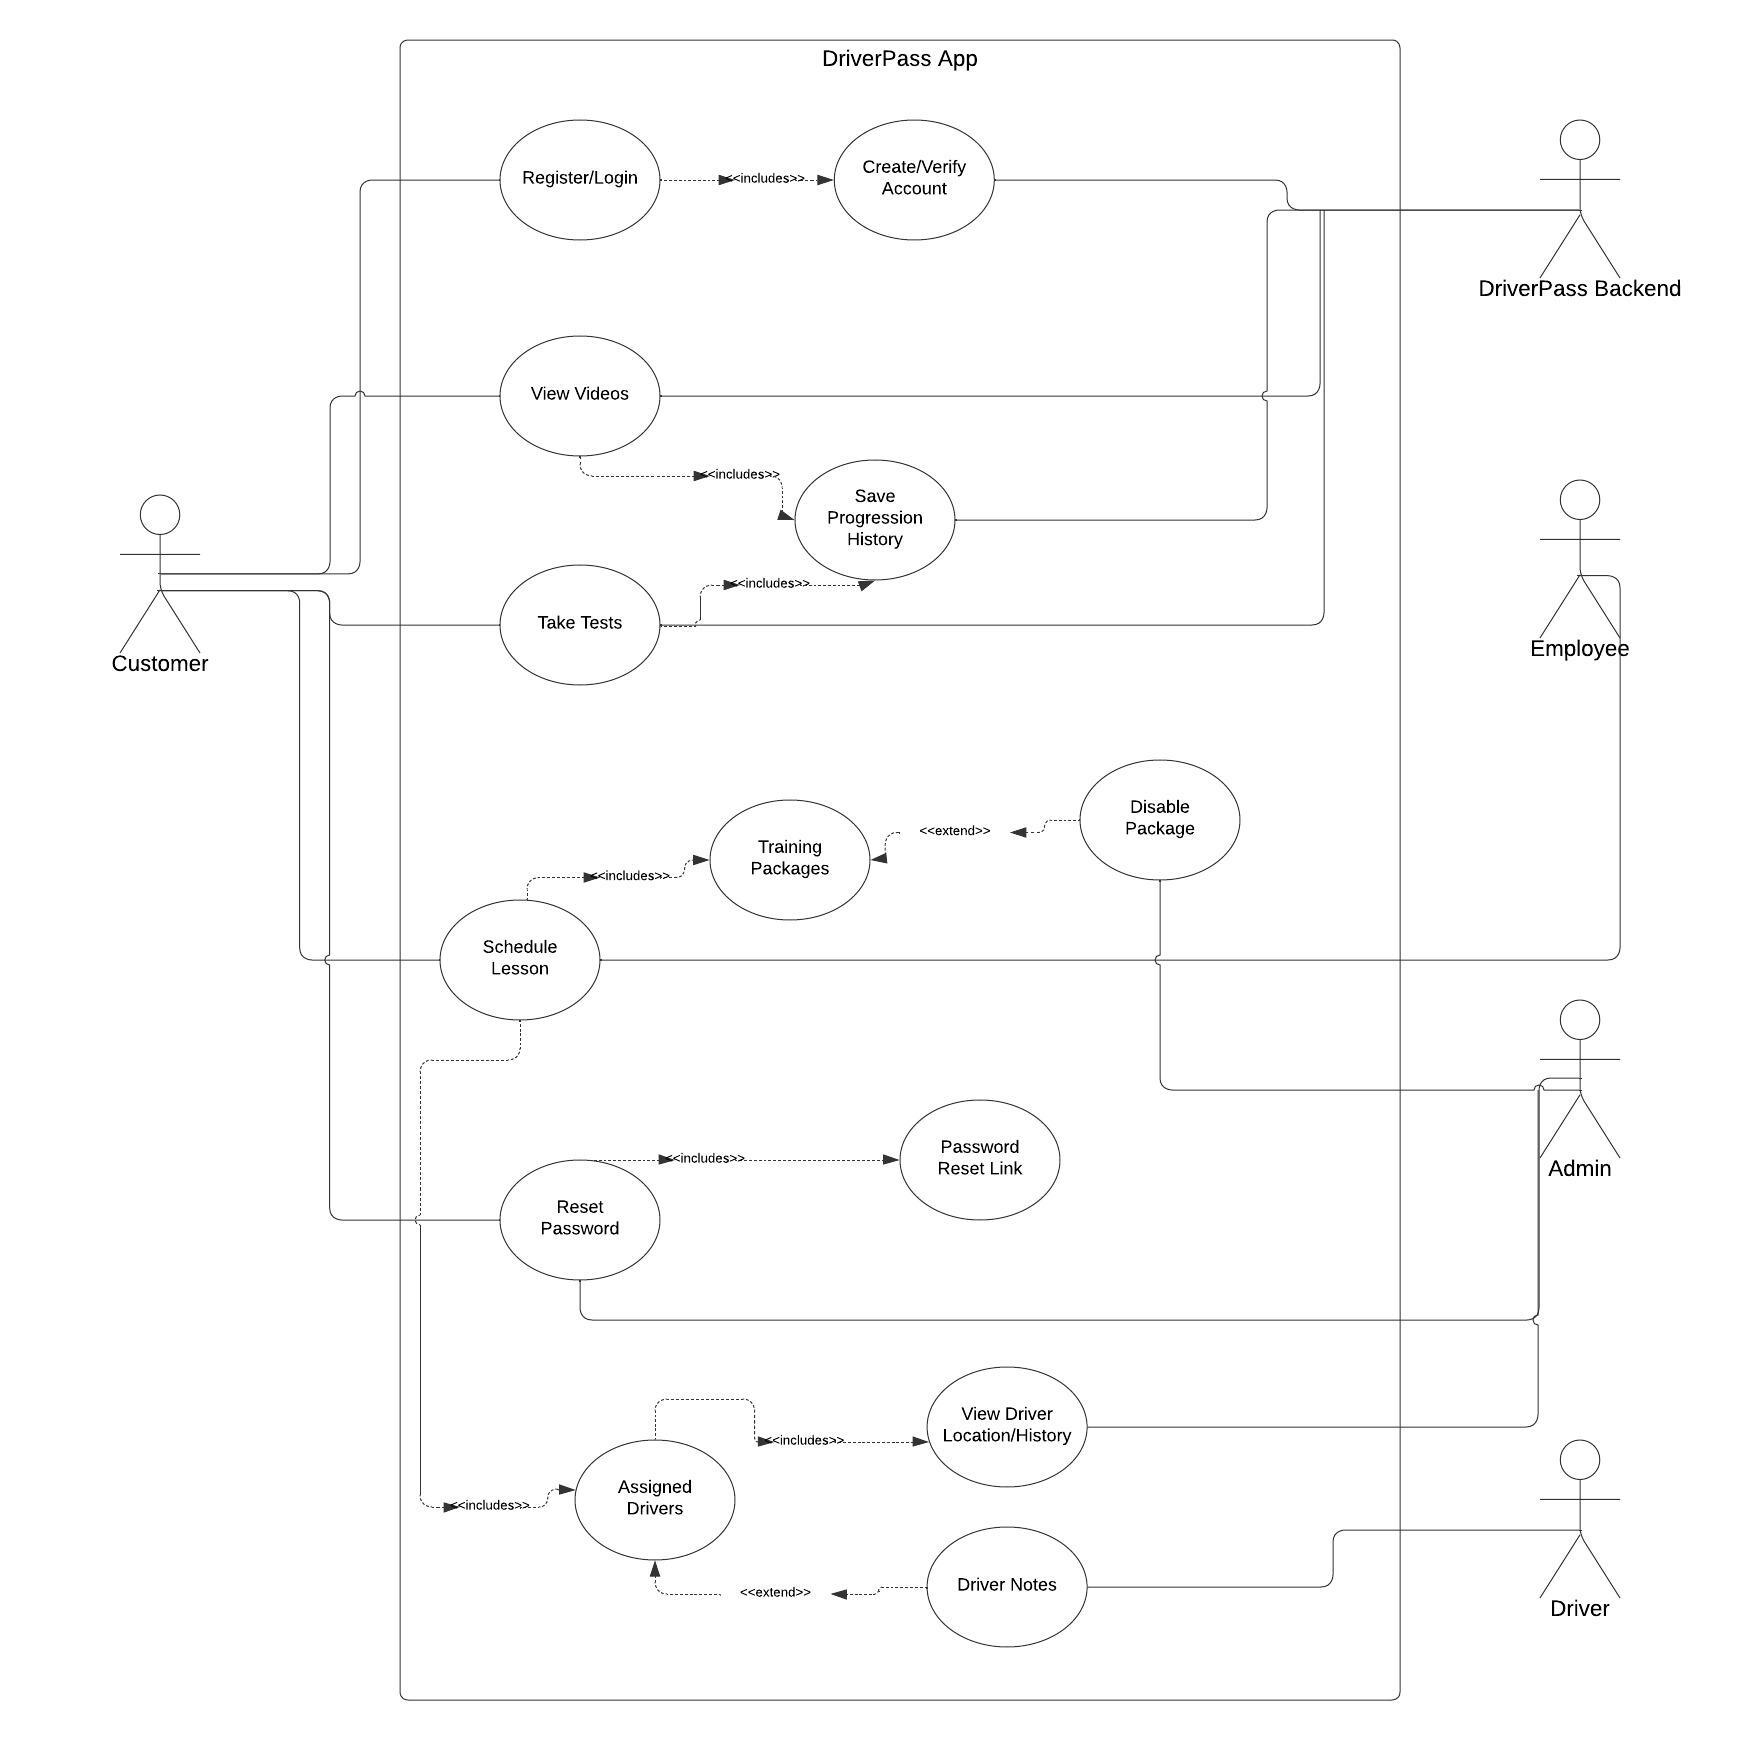 DriverPass App
Register/Login
<<includes>>
Create/Verify
Account
DriverPass Backend
View Videos
<<includes>>
Save
Progression
History
Customer
Take Tests
<<includes>>
Employee
Training
Packages
<<extend>>
Disable
Package
<<includes>>
Schedule
Lesson
Admin
Reset
Password
<<includes>>
Password
Reset Link
View Driver
Location/History
<<includes>>
Assigned
Drivers
<<includes>>
<<extend>>
Driver Notes
Driver